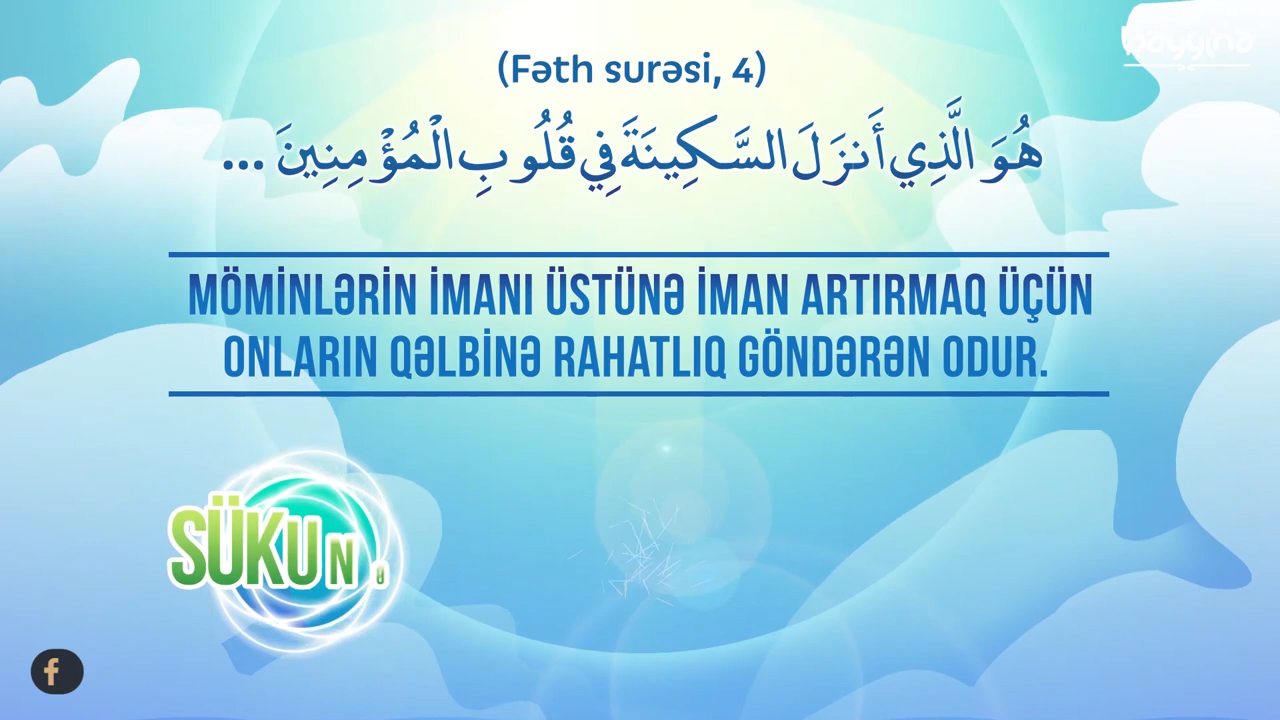 bayyinə
(Fəth surəsi, 4)
هُوَ الَّذِي أَنزَلَ السَّكِينَةَ فِي قُلُوبِ الْمُؤْمِنِينَ ...
MÖMİNLƏRİN İMANI ÜSTÜNƏ İMAN ARTIRMAQ ÜÇÜN
ONLARIN QƏLBİNƏ RAHATLIQ GÖNDƏRƏN ODUR.
SÜKUN
f